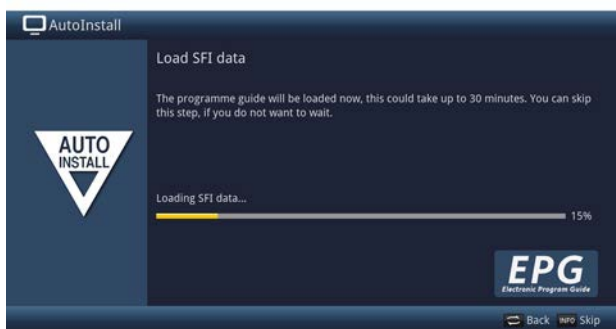 AutoInstall
Load SFI data
The programme guide will be loaded now, this could take up to 30 minutes. You can skip
this step, if you do not want to wait.
AUTO
INSTALL
Loading SFI data...
15%
EPG
Electronic Program Guide
Back INFO Skip